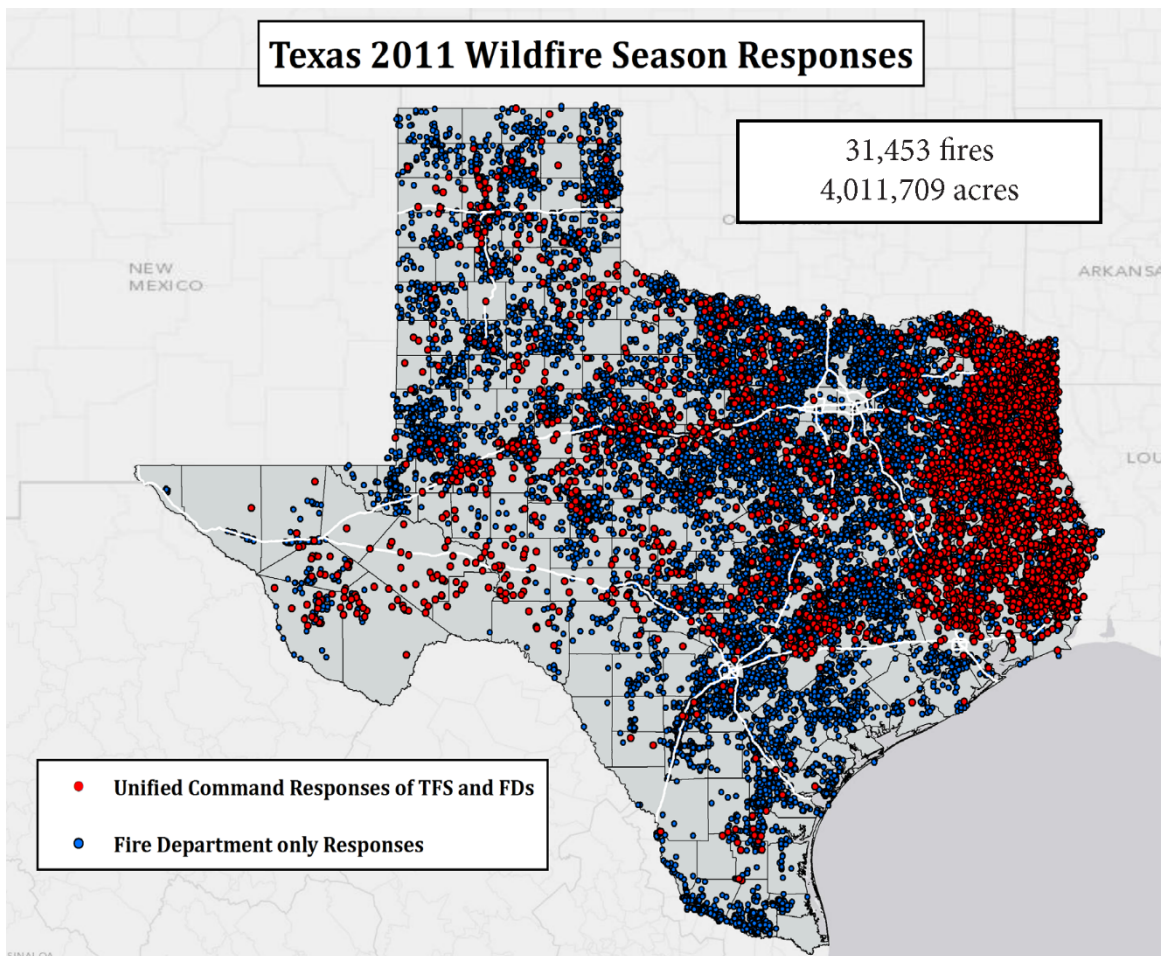 Texas 2011 Wildfire Season Responses
31,453 fires
4,011,709 acres
NEW
MEXICO
ARKANSA
LOU
Unified Command Responses of TFS and FDs
Fire Department only Responses